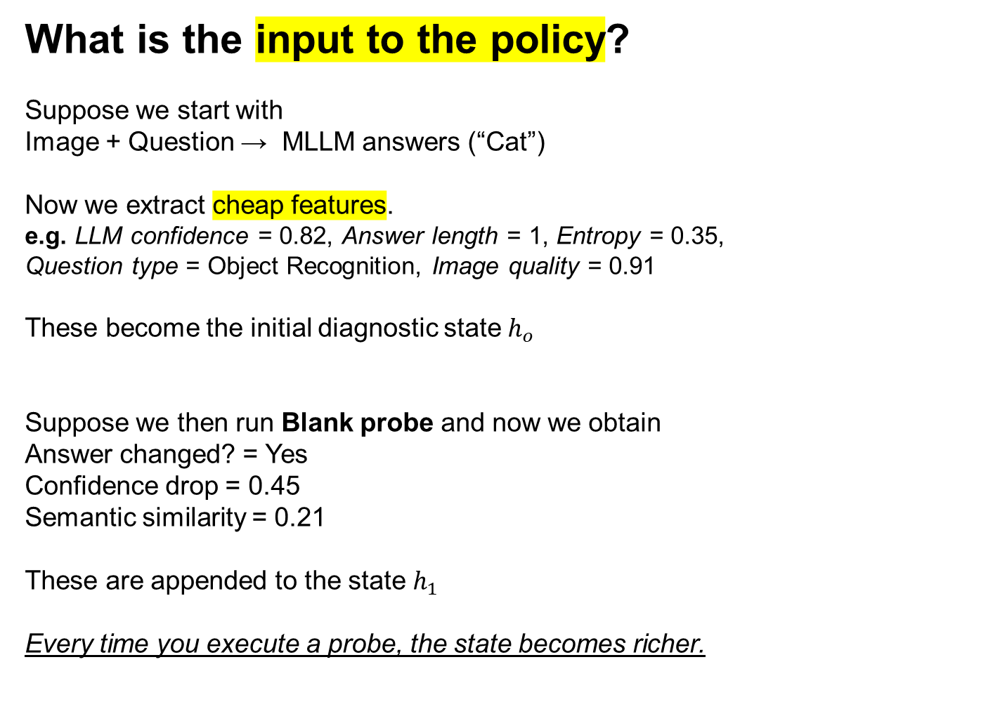 What is the input to the policy?
Suppose we start with
Image + Question → MLLM answers (“Cat”)
Now we extract cheap features.
e.g. LLM confidence = 0.82, Answer length = 1, Entropy = 0.35,
Question type = Object Recognition, Image quality = 0.91
These become the initial diagnostic state hₒ
Suppose we then run Blank probe and now we obtain
Answer changed? = Yes
Confidence drop = 0.45
Semantic similarity = 0.21
These are appended to the state h₁
Every time you execute a probe, the state becomes richer.